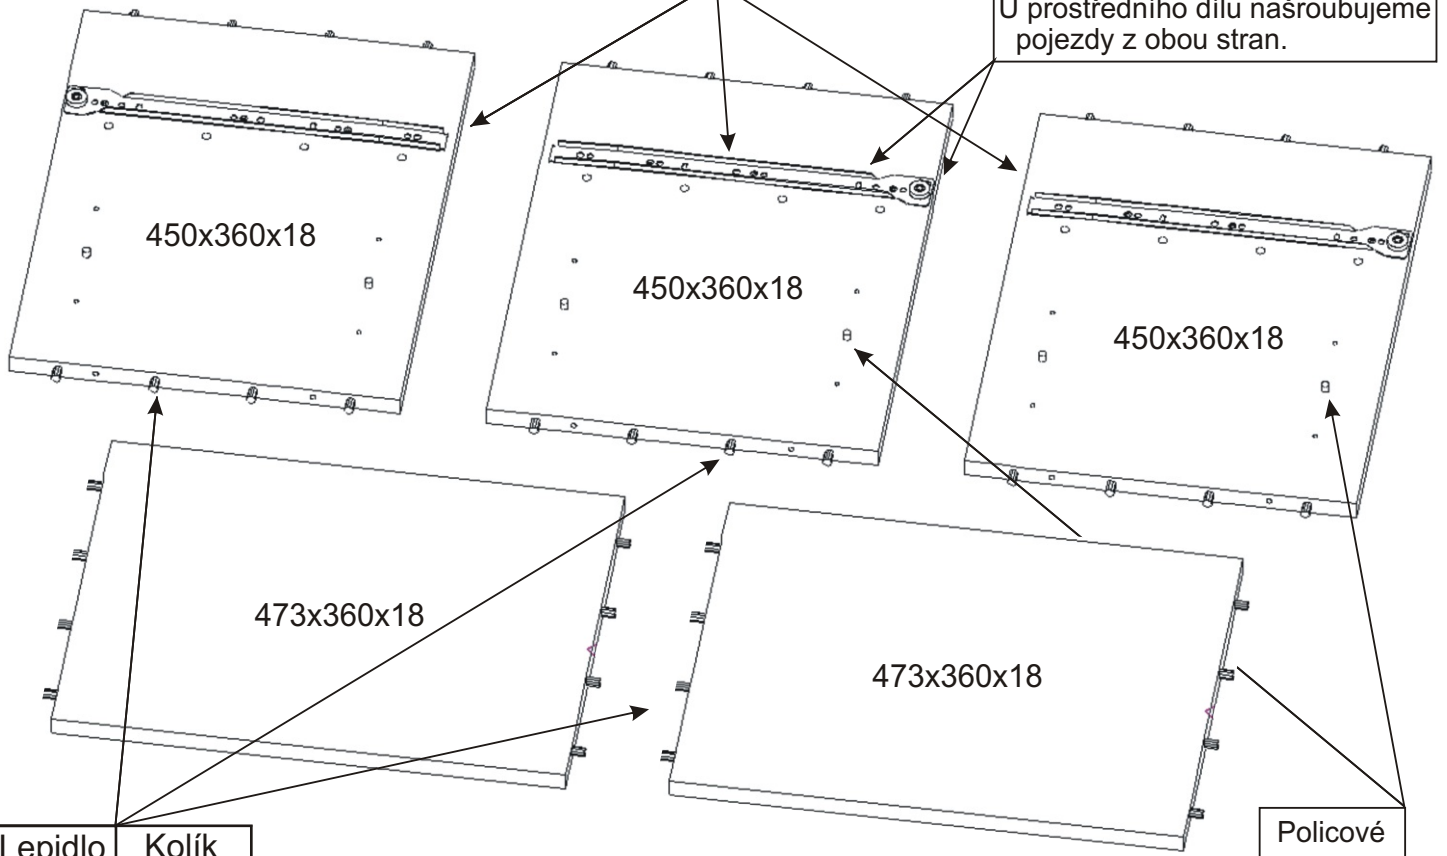 U prostředního dílu našroubujeme
pojezdy z obou stran.
450x360x18
450x360x18
450x360x18
473x360x18
473x360x18
Lepidlo
Kolík
Policové